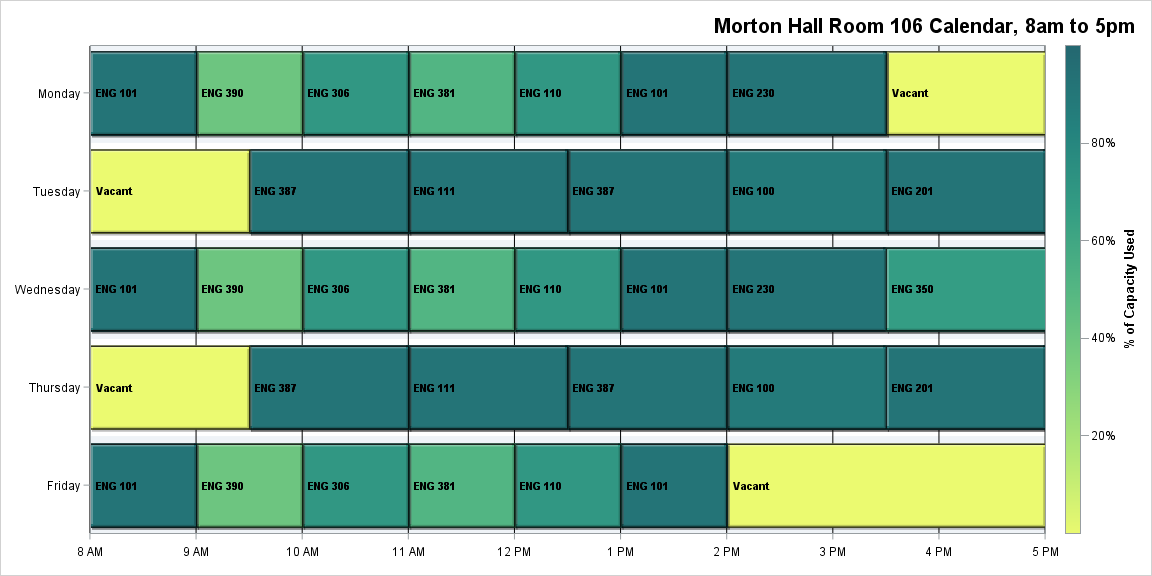 Morton Hall Room 106 Calendar, 8am to 5pm
Monday ENG 101 ENG 390 ENG 306 ENG 381 ENG 110 ENG 101 ENG 230 Vacant
80%
Tuesday Vacant ENG 387 ENG 111 ENG 387 ENG 100 ENG 201
60%
% of Capacity Used
Wednesday ENG 101 ENG 390 ENG 306 ENG 381 ENG 110 ENG 101 ENG 230 ENG 350
40%
Thursday Vacant ENG 387 ENG 111 ENG 387 ENG 100 ENG 201
20%
Friday ENG 101 ENG 390 ENG 306 ENG 381 ENG 110 ENG 101 Vacant
8 AM 9 AM 10 AM 11 AM 12 PM 1 PM 2 PM 3 PM 4 PM 5 PM